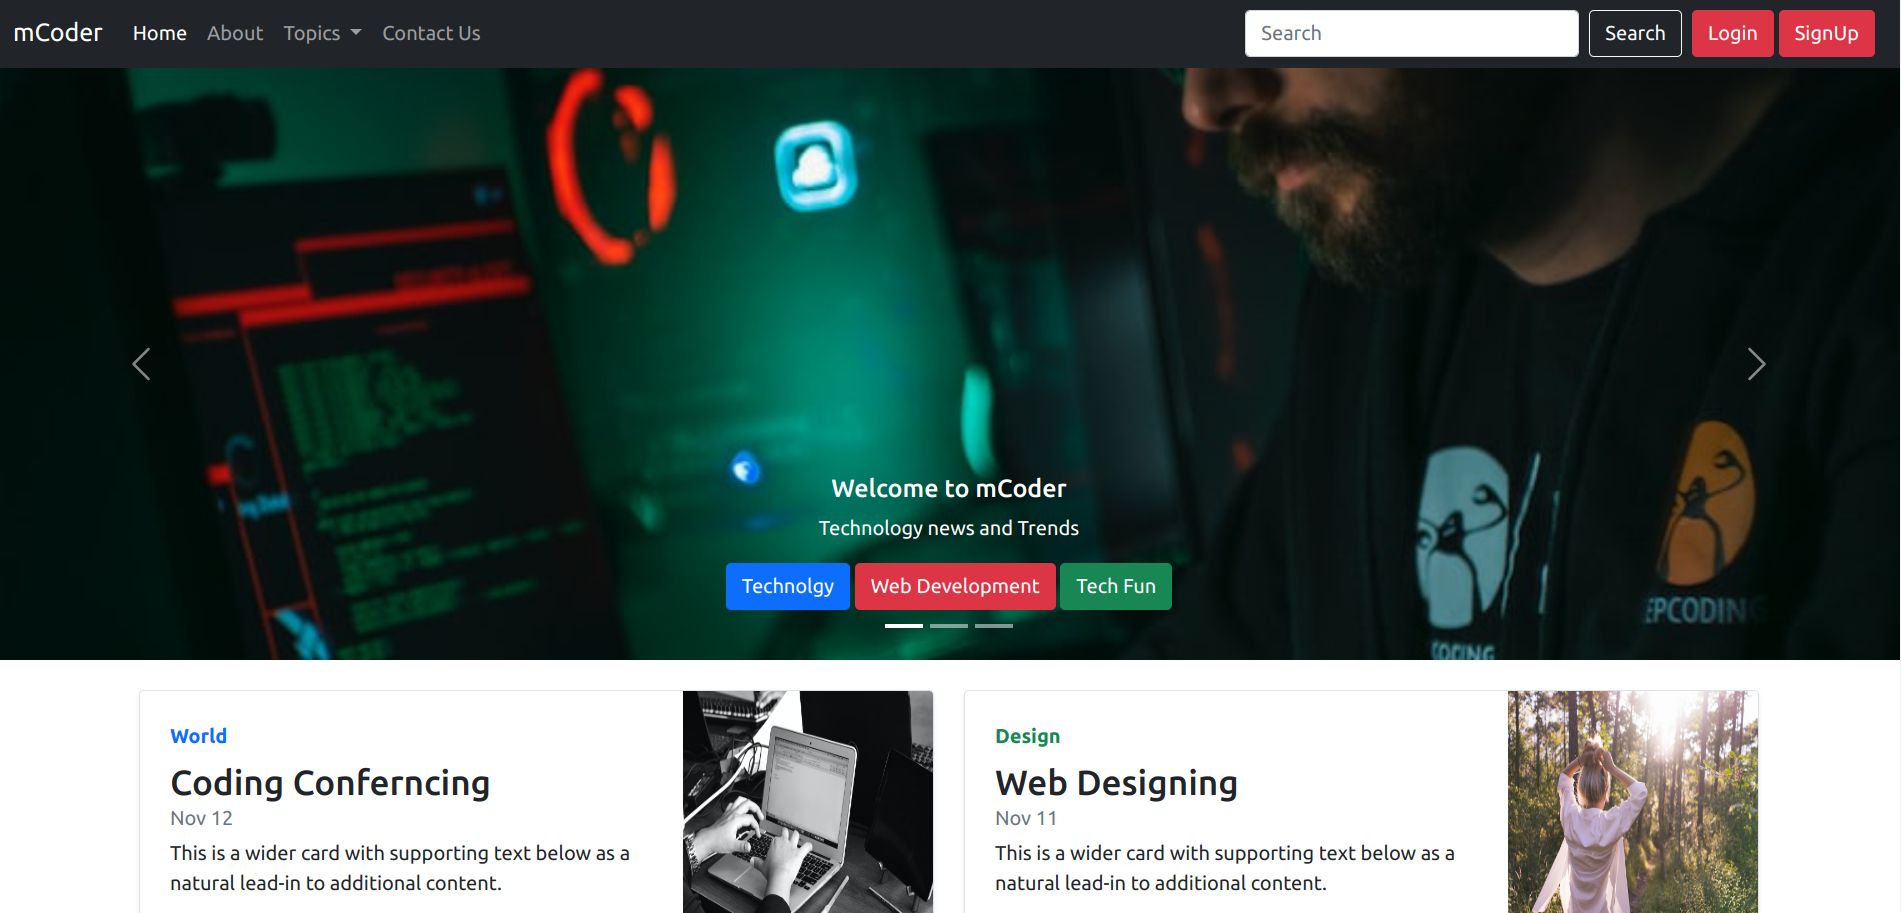 mCoder Home About Topics Contact Us Search Search Login SignUp
Welcome to mCoder
Technology news and Trends
Technolgy Web Development Tech Fun
EPCODING
CODING
World
Coding Conferncing
Nov 12
This is a wider card with supporting text below as a
natural lead-in to additional content.
Design
Web Designing
Nov 11
This is a wider card with supporting text below as a
natural lead-in to additional content.